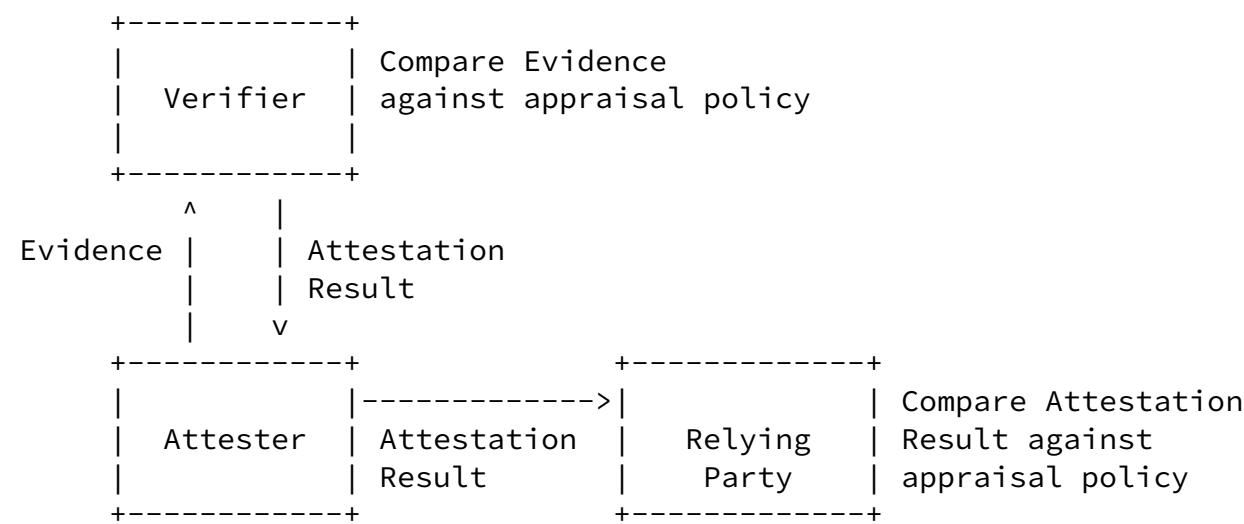 Compare Evidence
Verifier against appraisal policy
Evidence Attestation
Result
Compare Attestation
Attester Attestation Relying Result against
Result Party appraisal policy